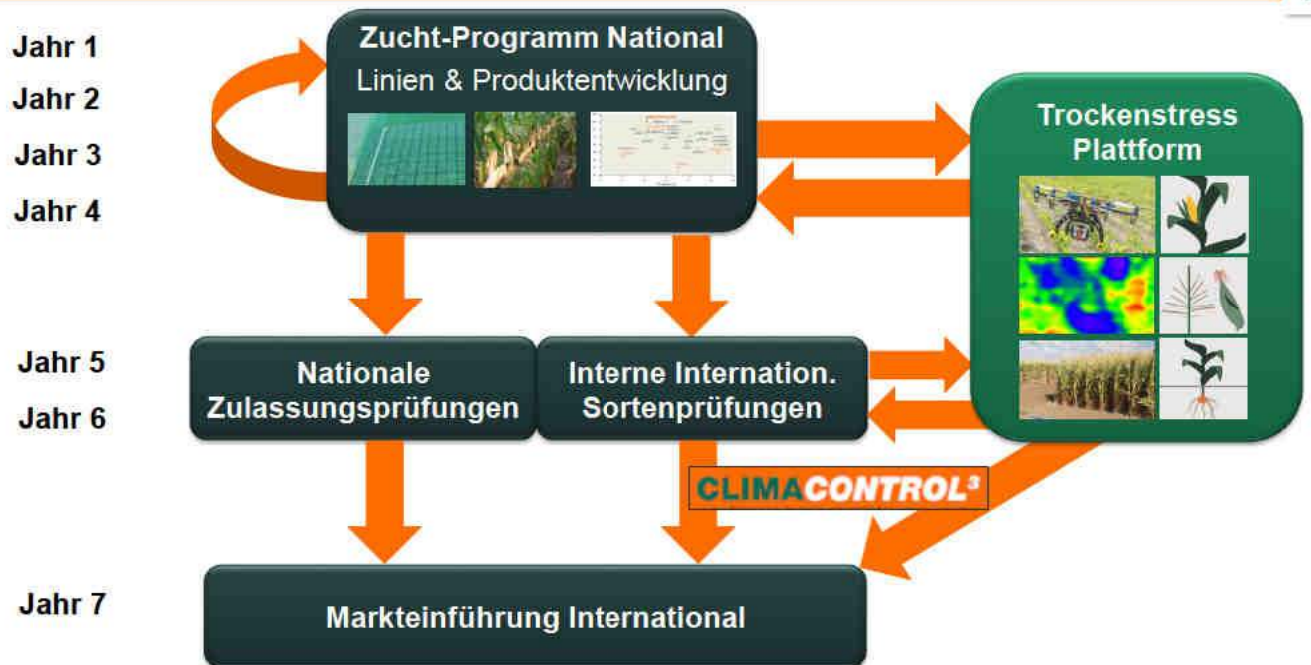 Jahr 1
Jahr 2
Jahr 3
Jahr 4
Zucht-Programm National
Linien & Produktentwicklung
Trockenstress
Plattform
Jahr 5
Jahr 6
Nationale
Zulassungsprüfungen
Interne Internation.
Sortenprüfungen
CLIMACONTROL³
Jahr 7
Markteinführung International